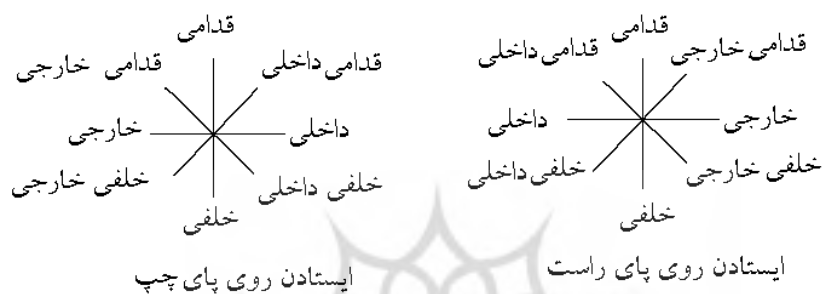 قدامی
قدامی خارجی
قدامی داخلی
خارجی
داخلی
خلفی خارجی
خلفی داخلی
خلفی
ایستادن روی پای راست
قدامی
قدامی داخلی
قدامی خارجی
داخلی
خارجی
خلفی داخلی
خلفی خارجی
خلفی
ایستادن روی پای چپ